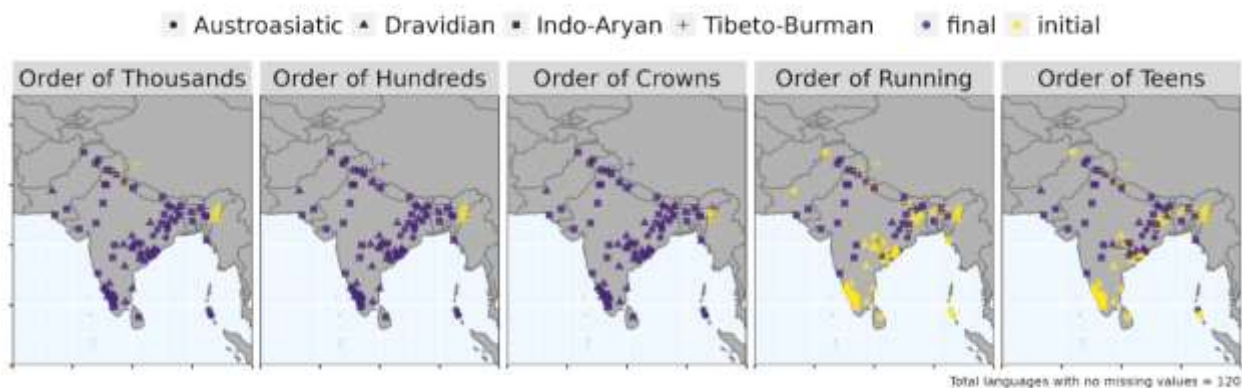 Austroasiatic Dravidian Indo-Aryan Tibeto-Burman final initial
Order of Thousands Order of Hundreds Order of Crowns Order of Running Order of Teens
Total languages with no missing values = 120